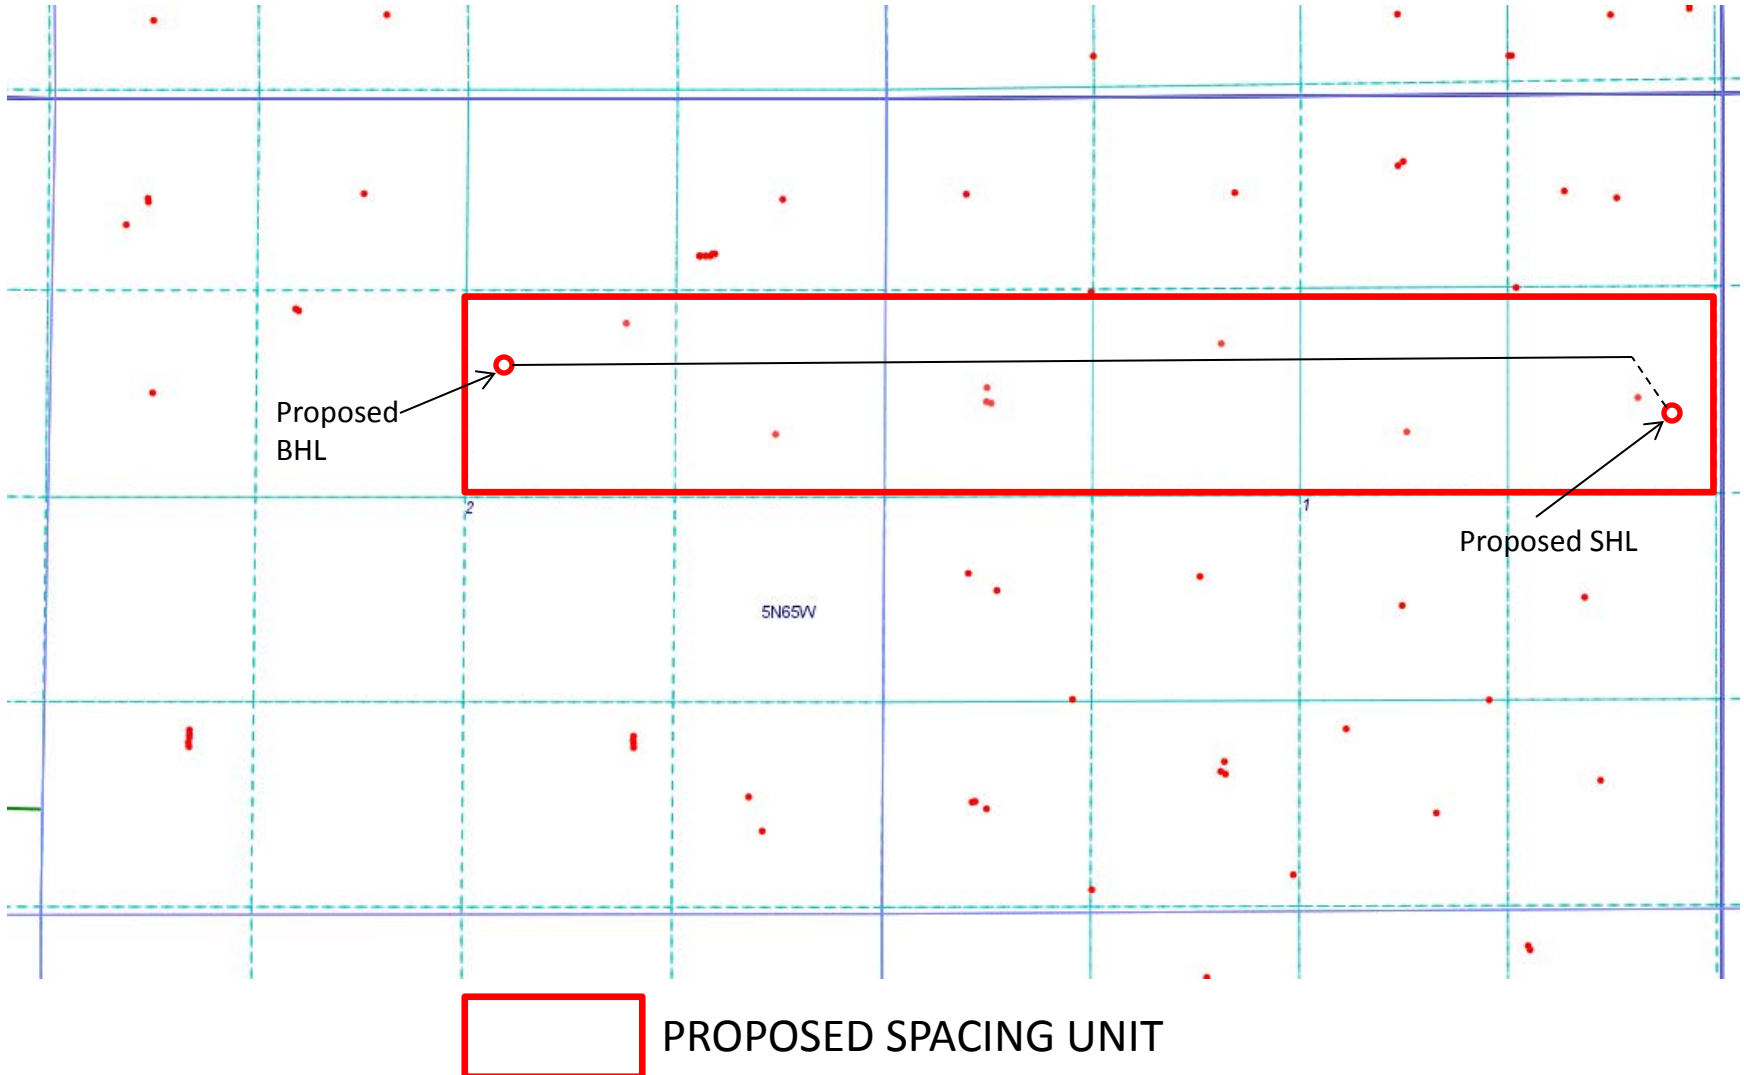 Proposed
BHL
2
1
Proposed SHL
5N65W
PROPOSED SPACING UNIT